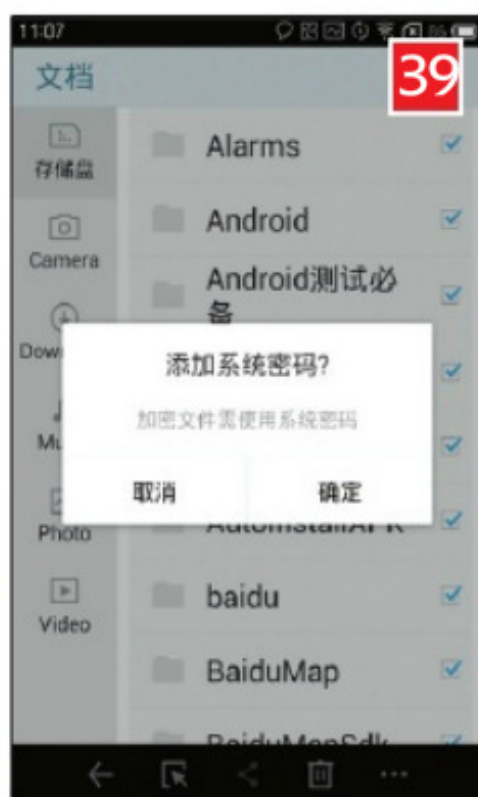 11:07
39
文档
存储盘
Alarms
Camera
Android
Android测试必
备
添加系统密码?
加密文件需使用系统密码
取消
确定
Photo
Video
baidu
BaiduMap
BaiduMapSdk